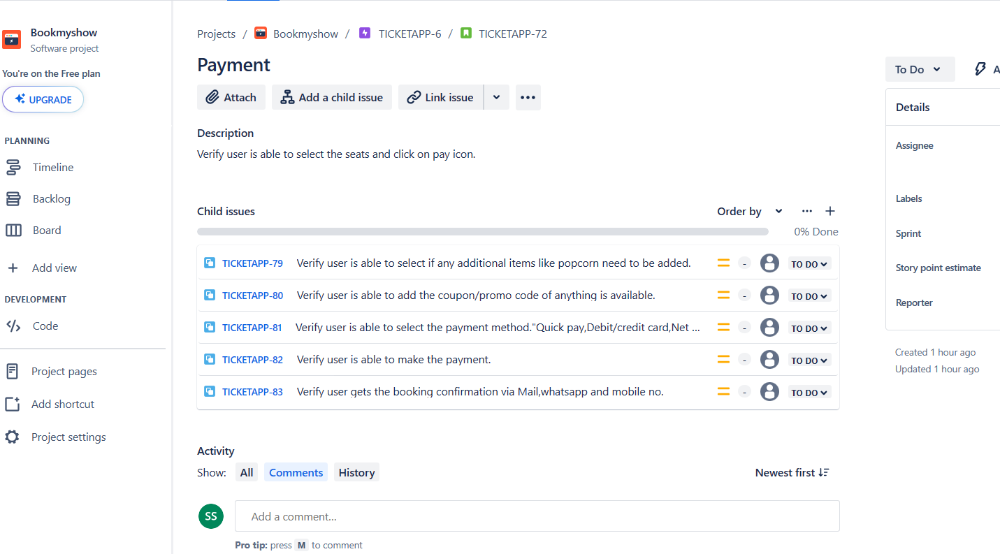 Bookmyshow
Software project
You're on the Free plan
UPGRADE
PLANNING
Timeline
Backlog
Board
Add view
DEVELOPMENT
Code
Project pages
Add shortcut
Project settings
Projects / Bookmyshow / TICKETAPP-6 / TICKETAPP-72
Payment
Attach Add a child issue Link issue
Description
Verify user is able to select the seats and click on pay icon.
Child issues Order by
0% Done
TICKETAPP-79 Verify user is able to select if any additional items like popcorn need to be added. - TO DO
TICKETAPP-80 Verify user is able to add the coupon/promo code of anything is available. - TO DO
TICKETAPP-81 Verify user is able to select the payment method."Quick pay,Debit/credit card,Net ... - TO DO
TICKETAPP-82 Verify user is able to make the payment. - TO DO
TICKETAPP-83 Verify user gets the booking confirmation via Mail,whatsapp and mobile no. - TO DO
Activity
Show: All Comments History Newest first
SS Add a comment...
Pro tip: press M to comment
To Do A
Details
Assignee
Labels
Sprint
Story point estimate
Reporter
Created 1 hour ago
Updated 1 hour ago